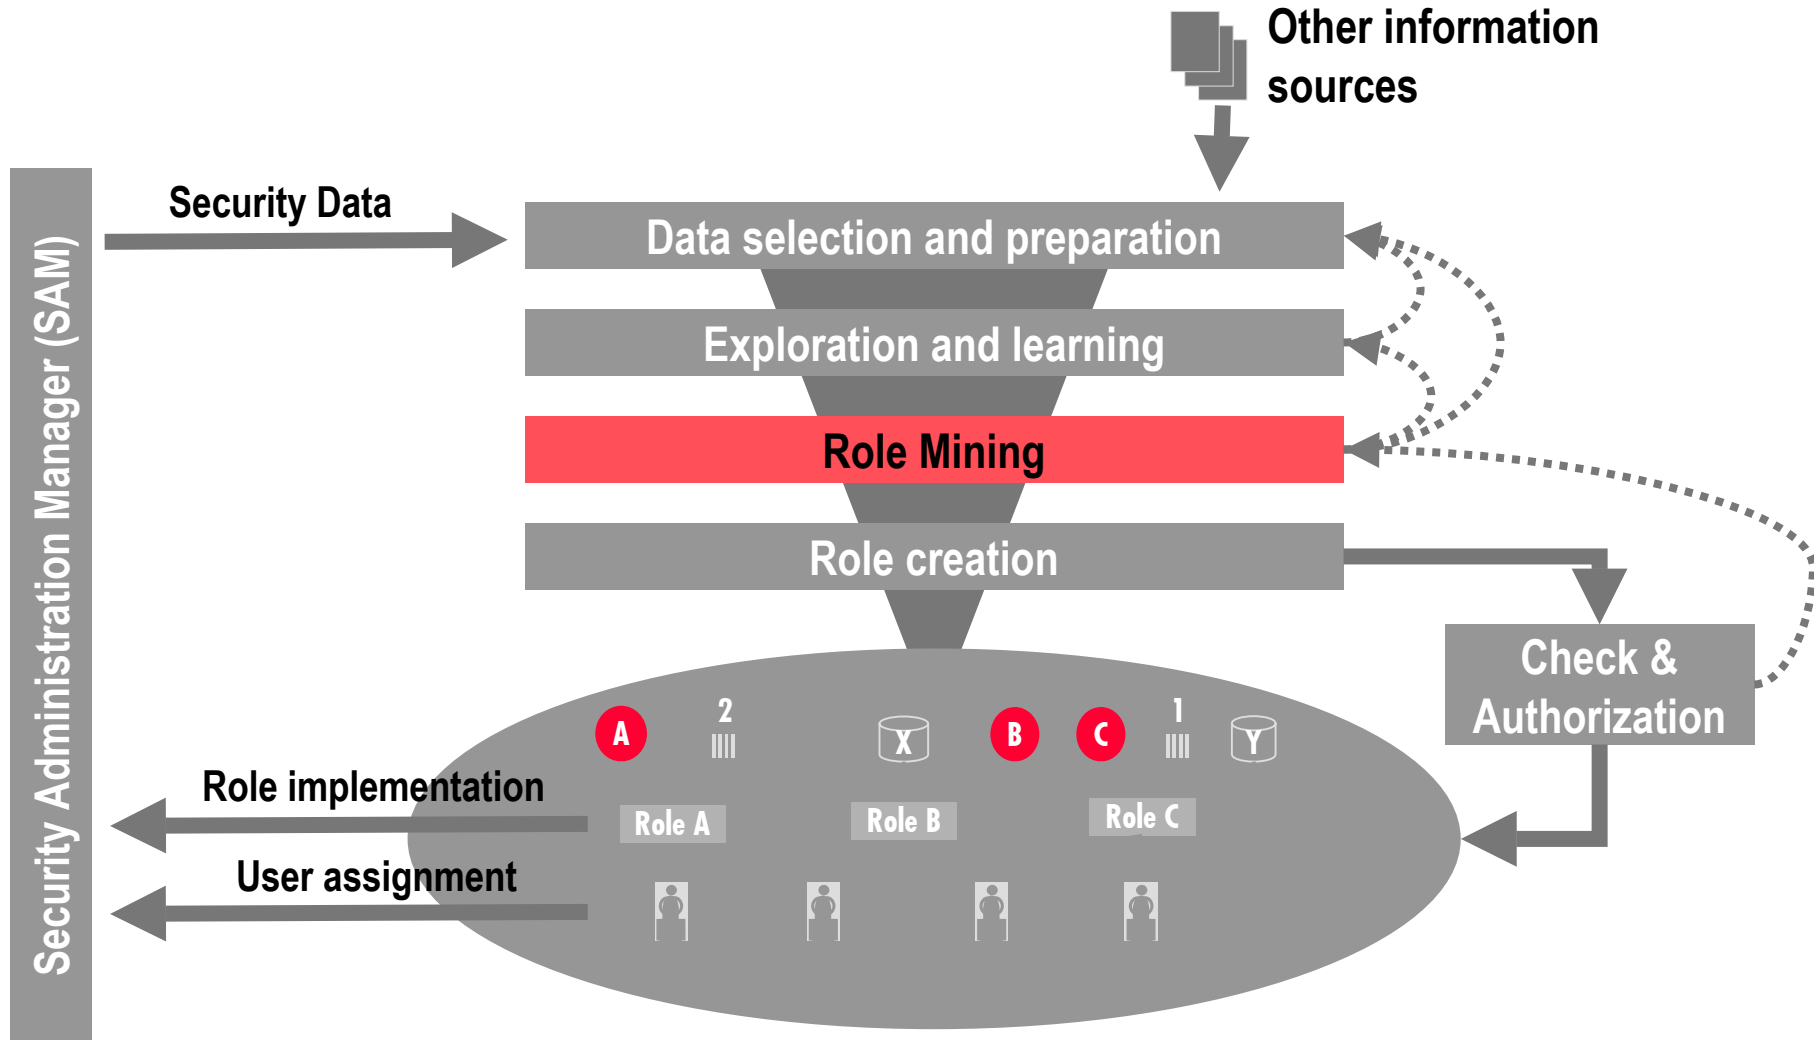 Other information
sources
Security Administration Manager (SAM)
Security Data
Data selection and preparation
Exploration and learning
Role Mining
Role creation
Check &
Authorization
A
2
X
B
C
1
Y
Role implementation
Role A
Role B
Role C
User assignment